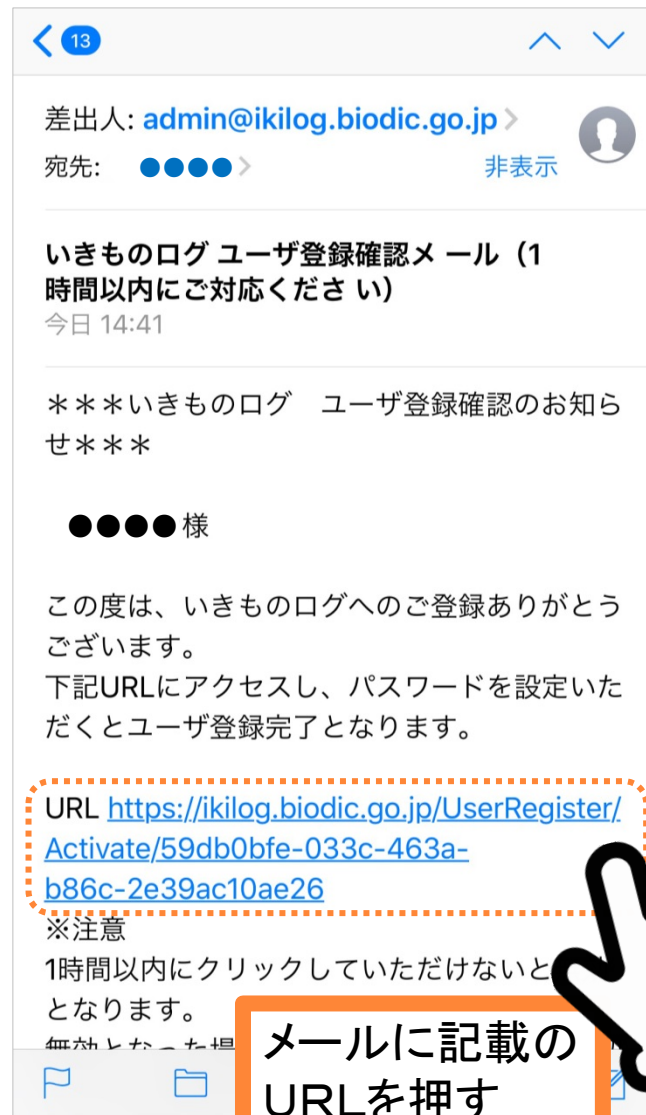 13
差出人: admin@ikilog.biodic.go.jp
宛先: ●●●● 非表示
いきものログ ユーザ登録確認メ ール（1
時間以内にご対応くださ い）
今日 14:41
＊＊＊いきものログ　ユーザ登録確認のお知ら
せ＊＊＊
●●●●様
この度は、いきものログへのご登録ありがとう
ございます。
下記URLにアクセスし、パスワードを設定いた
だくとユーザ登録完了となります。
URL https://ikilog.biodic.go.jp/UserRegister/
Activate/59db0bfe-033c-463a-
b86c-2e39ac10ae26
※注意
1時間以内にクリックしていただけないと
となります。
メールに記載の
URLを押す